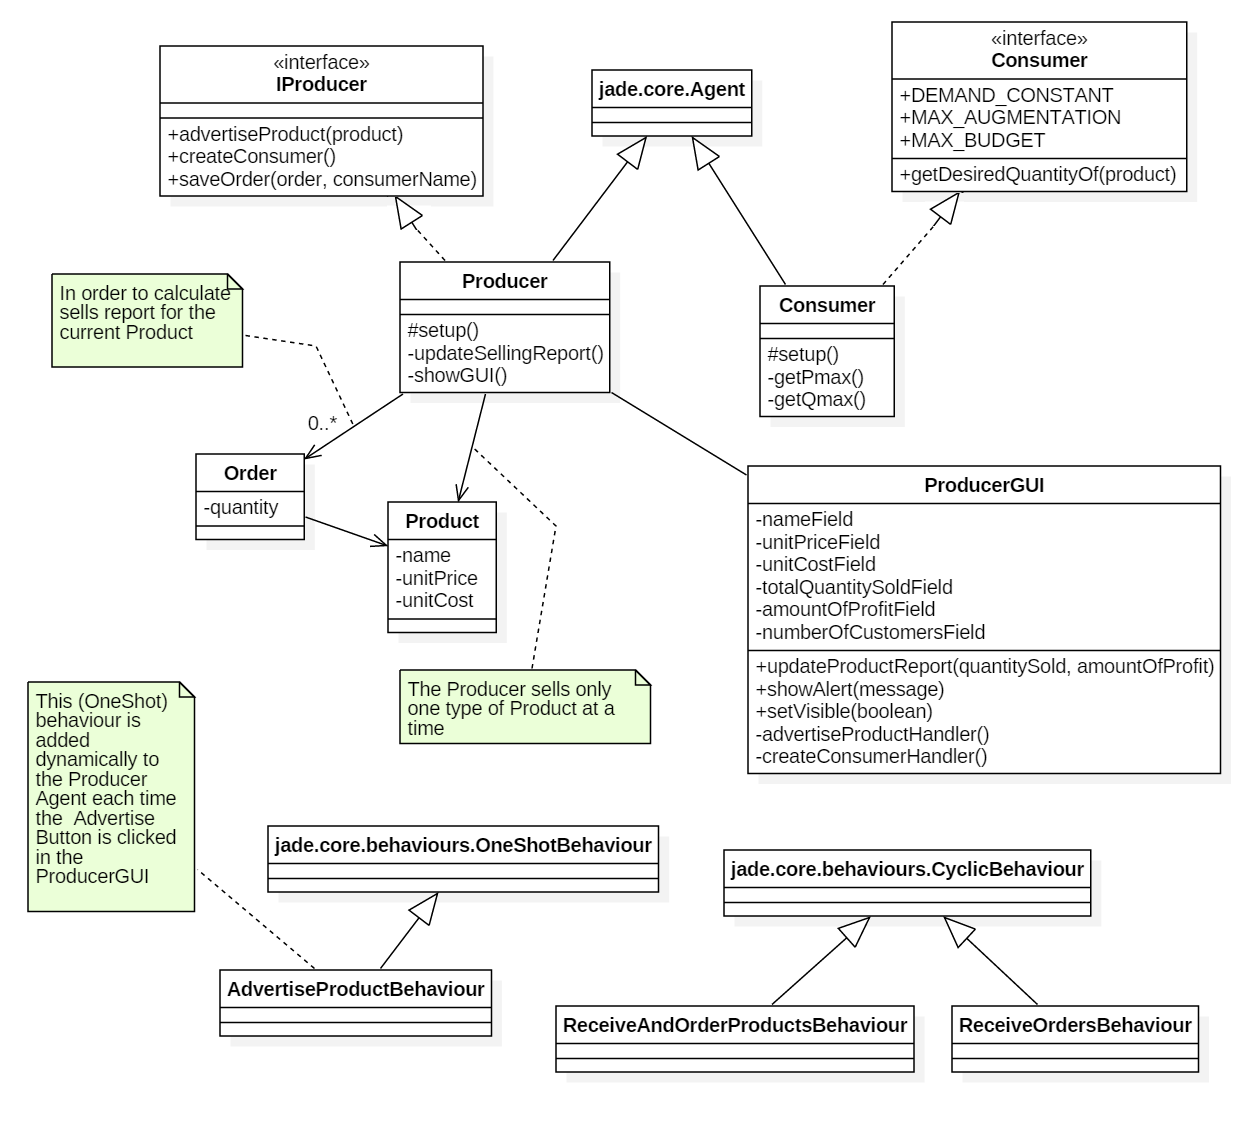 «interface»
IProducer
+advertiseProduct(product)
+createConsumer()
+saveOrder(order, consumerName)
jade.core.Agent
«interface»
Consumer
+DEMAND_CONSTANT
+MAX_AUGMENTATION
+MAX_BUDGET
+getDesiredQuantityOf(product)
In order to calculate
sells report for the
current Product
Producer
#setup()
-updateSellingReport()
-showGUI()
Consumer
#setup()
-getPmax()
-getQmax()
0..*
Order
-quantity
Product
-name
-unitPrice
-unitCost
ProducerGUI
-nameField
-unitPriceField
-unitCostField
-totalQuantitySoldField
-amountOfProfitField
-numberOfCustomersField
+updateProductReport(quantitySold, amountOfProfit)
+showAlert(message)
+setVisible(boolean)
-advertiseProductHandler()
-createConsumerHandler()
The Producer sells only
one type of Product at a
time
This (OneShot)
behaviour is
added
dynamically to
the Producer
Agent each time
the  Advertise
Button is clicked
in the
ProducerGUI
jade.core.behaviours.OneShotBehaviour
jade.core.behaviours.CyclicBehaviour
AdvertiseProductBehaviour
ReceiveAndOrderProductsBehaviour
ReceiveOrdersBehaviour